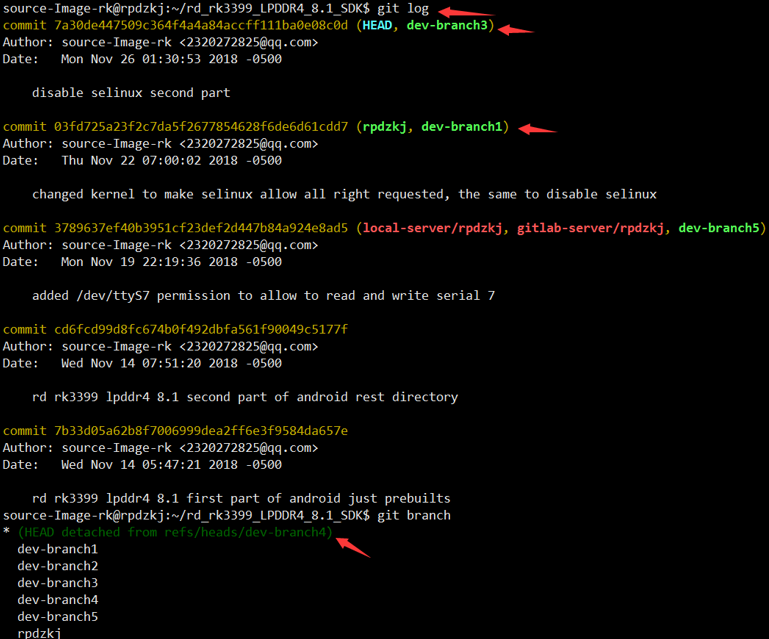 source-Image-rk@rpdzkj:~/rd_rk3399_LPDDR4_8.1_SDK$ git log
commit 7a30de447509c364f4a4a84accff111ba0e08c0d (HEAD, dev-branch3)
Author: source-Image-rk <2320272825@qq.com>
Date:   Mon Nov 26 01:30:53 2018 -0500
disable selinux second part
commit 03fd725a23f2c7da5f2677854628f6de6d61cdd7 (rpdzkj, dev-branch1)
Author: source-Image-rk <2320272825@qq.com>
Date:   Thu Nov 22 07:00:02 2018 -0500
changed kernel to make selinux allow all right requested, the same to disable selinux
commit 3789637ef40b3951cf23def2d447b84a924e8ad5 (local-server/rpdzkj, gitlab-server/rpdzkj, dev-branch5)
Author: source-Image-rk <2320272825@qq.com>
Date:   Mon Nov 19 22:19:36 2018 -0500
added /dev/ttyS7 permission to allow to read and write serial 7
commit cd6fcd99d8fc674b0f492dbfa561f90049c5177f
Author: source-Image-rk <2320272825@qq.com>
Date:   Wed Nov 14 07:51:20 2018 -0500
rd rk3399 lpddr4 8.1 second part of android rest directory
commit 7b33d05a62b8f7006999dea2ff6e3f9584da657e
Author: source-Image-rk <2320272825@qq.com>
Date:   Wed Nov 14 05:47:21 2018 -0500
rd rk3399 lpddr4 8.1 first part of android just prebuilts
source-Image-rk@rpdzkj:~/rd_rk3399_LPDDR4_8.1_SDK$ git branch
* (HEAD detached from refs/heads/dev-branch4)
dev-branch1
dev-branch2
dev-branch3
dev-branch4
dev-branch5
rpdzkj